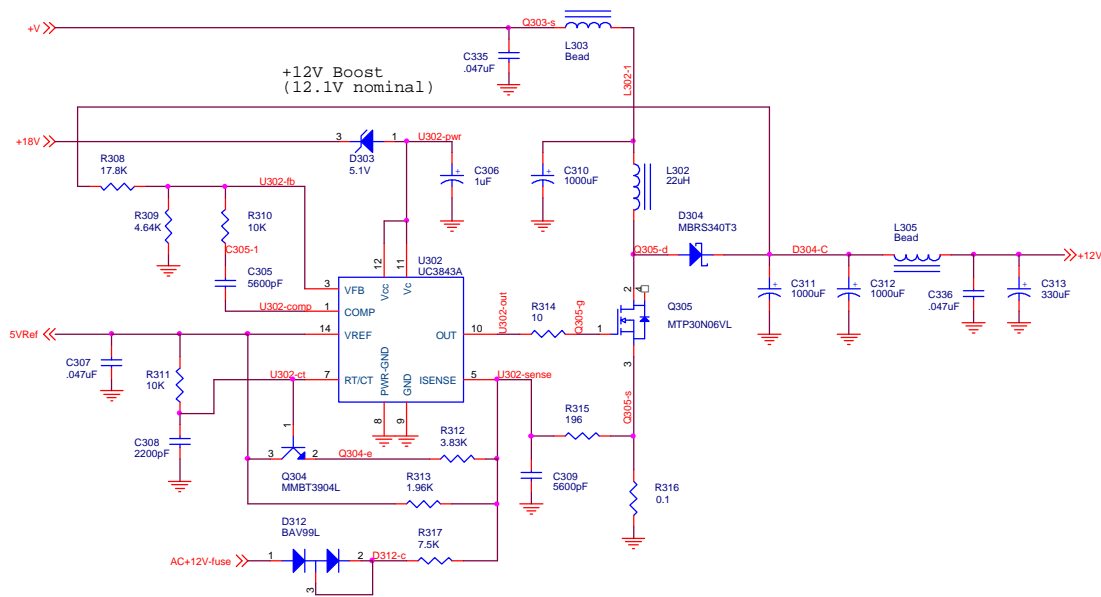 +V
Q303-s
L303
Bead
C335
.047uF
L302-1
+12V Boost
(12.1V nominal)
+18V
3
1
U302-pwr
D303
5.1V
C306
1uF
C310
1000uF
L302
22uH
R308
17.8K
U302-fb
R309
4.64K
R310
10K
C305-1
C305
5600pF
U302-comp
D304
MBRS340T3
Q305-d
D304-C
L305
Bead
+12V
C311
1000uF
C312
1000uF
C336
.047uF
C313
330uF
12
11
U302
UC3843A
3
VFB
Vcc
Vc
1
COMP
14
VREF
OUT
10
7
RT/CT
PWR-GND
GND
ISENSE
5
8
9
U302-out
R314
10
Q305-g
1
2
4
3
Q305
MTP30N06VL
5VRef
C307
.047uF
R311
10K
U302-ct
C308
2200pF
U302-sense
R315
196
Q305-s
C309
5600pF
R316
0.1
1
3
2
Q304-e
Q304
MMBT3904L
R312
3.83K
R313
1.96K
D312
BAV99L
AC+12V-fuse
1
2
3
D312-c
R317
7.5K